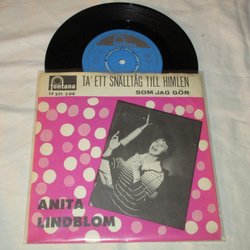 Fontana
TA' ETT SNÄLLTÅG TILL HIMLEN
SOM JAG GÖR
ANITA
LINDBLOM